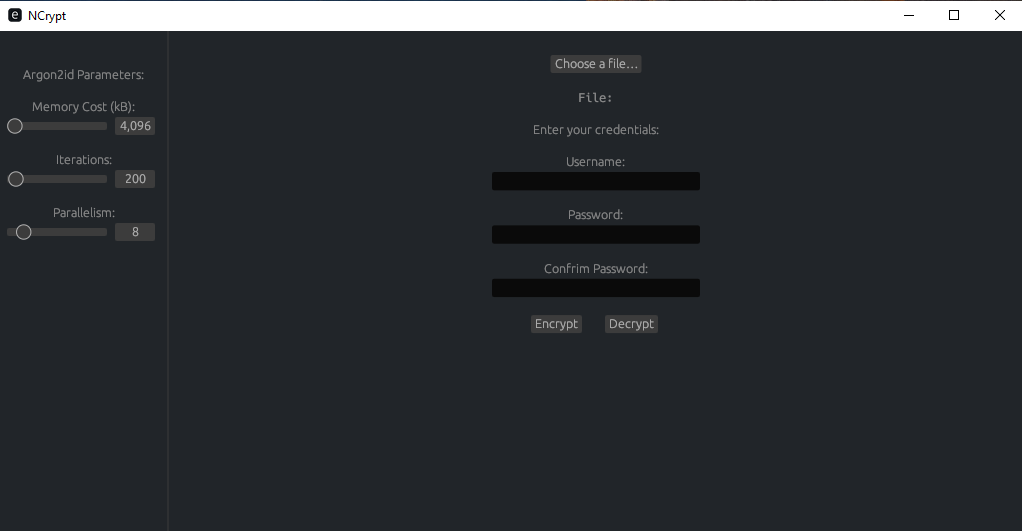 e NCrypt
Argon2id Parameters:
Memory Cost (kB):
4,096
Iterations:
200
Parallelism:
8
Choose a file...
File:
Enter your credentials:
Username:
Password:
Confrim Password:
Encrypt Decrypt